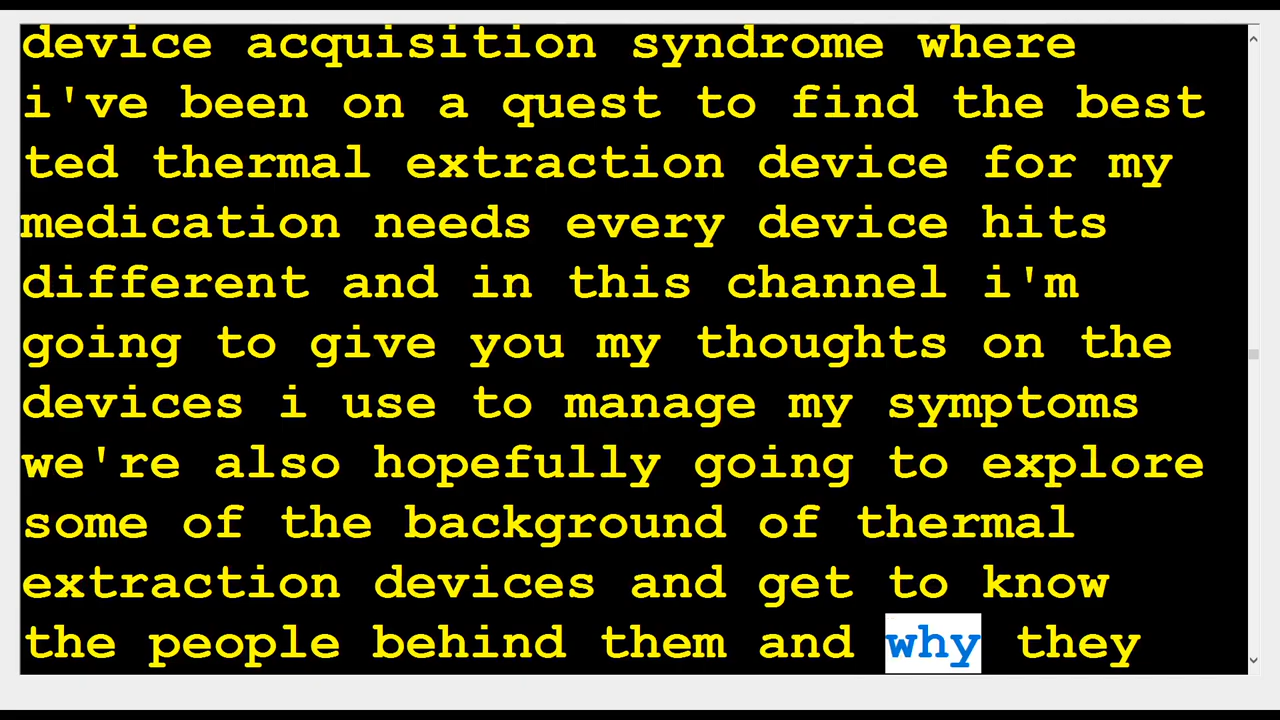 device acquisition syndrome where
i've been on a quest to find the best
ted thermal extraction device for my
medication needs every device hits
different and in this channel i'm
going to give you my thoughts on the
devices i use to manage my symptoms
we're also hopefully going to explore
some of the background of thermal
extraction devices and get to know
the people behind them and why they